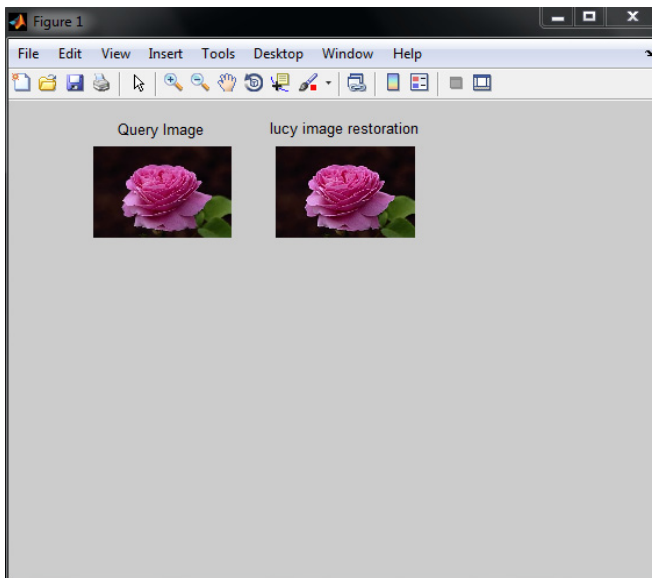 Figure 1
File Edit View Insert Tools Desktop Window Help
Query Image
lucy image restoration